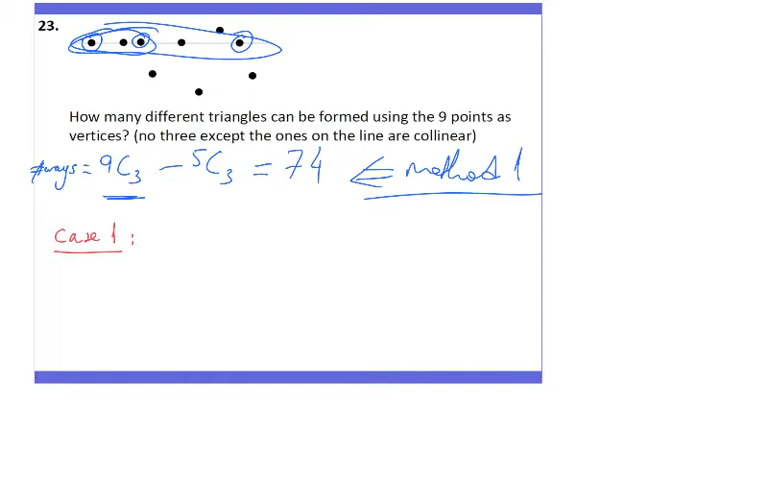 23.
How many different triangles can be formed using the 9 points as
vertices? (no three except the ones on the line are collinear)
#ways = ⁹C₃ − ⁵C₃ = 74 ⇐ method 1
Case 1 :